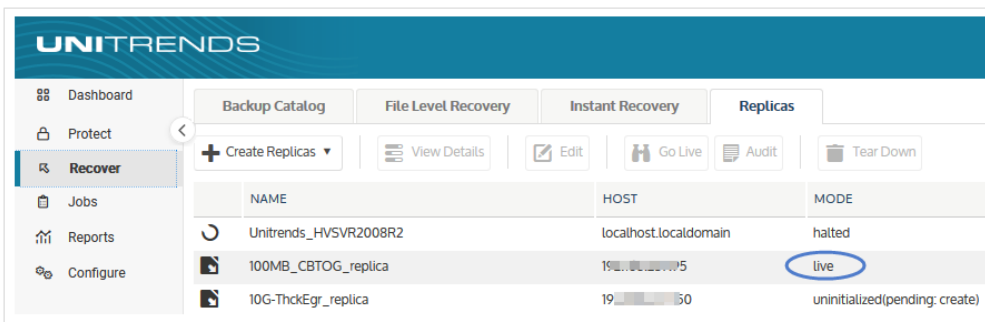 UNITRENDS
Dashboard
Protect
Recover
Jobs
Reports
Configure
Backup Catalog File Level Recovery Instant Recovery Replicas
Create Replicas View Details Edit Go Live Audit Tear Down
NAME HOST MODE
Unitrends_HVSVR2008R2 localhost.localdomain halted
100MB_CBTOG_replica live
10G-ThckEgr_replica uninitialized(pending: create)